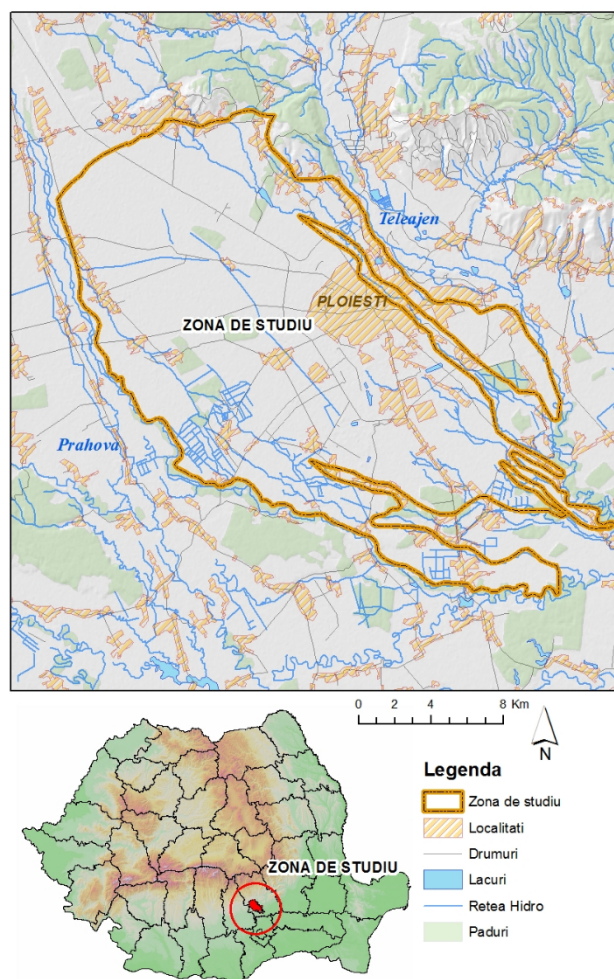 Teleajen
PLOIESTI
ZONA DE STUDIU
Prahova
0 2 4 8 Km
N
ZONA DE STUDIU
Legenda
Zona de studiu
Localitati
Drumuri
Lacuri
Retea Hidro
Paduri